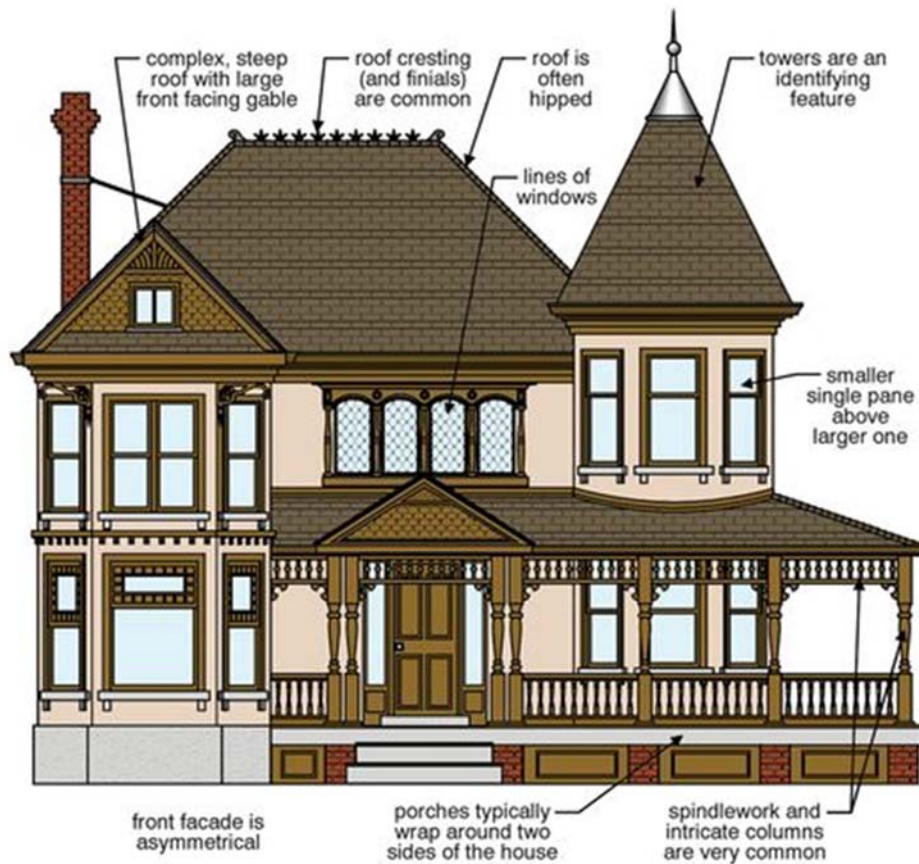 complex, steep
roof with large
front facing gable
roof cresting
(and finials)
are common
roof is
often
hipped
towers are an
identifying
feature
lines of
windows
smaller
single pane
above
larger one
front facade is
asymmetrical
porches typically
wrap around two
sides of the house
spindlework and
intricate columns
are very common